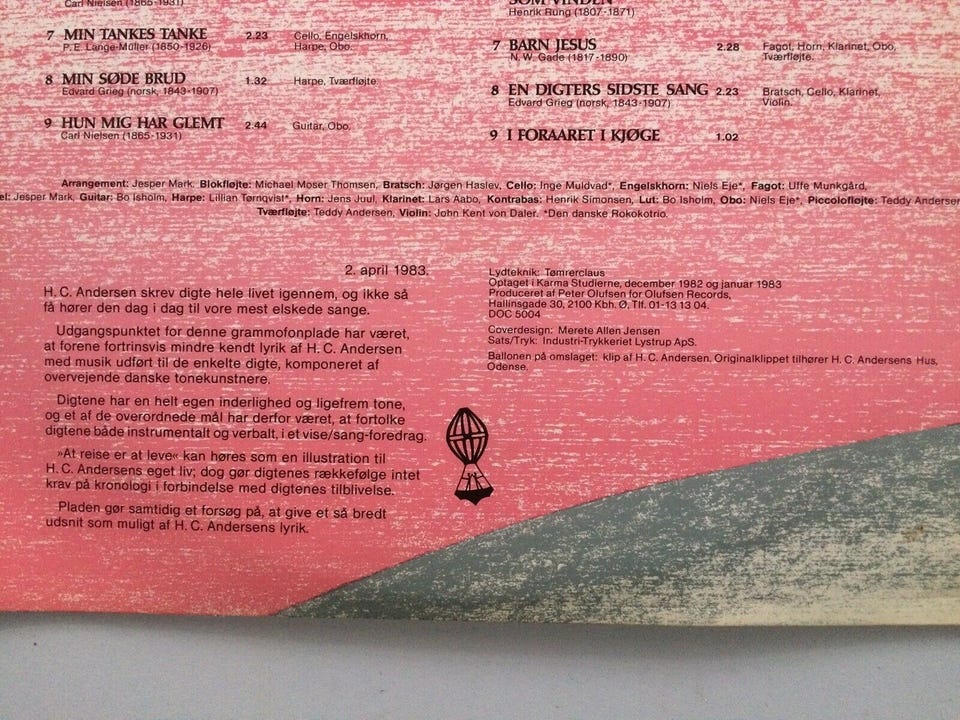 Carl Nielsen (1865-1931)
7 MIN TANKES TANKE 2.23 Cello, Engelskhorn,
P. E. Lange-Müller (1850-1926) Harpe, Obo.
8 MIN SØDE BRUD 1.32 Harpe, Tværfløjte.
Edvard Grieg (norsk, 1843-1907)
9 HUN MIG HAR GLEMT 2.44 Guitar, Obo.
Carl Nielsen (1865-1931)
SOM VINDEN
Henrik Rung (1807-1871)
7 BARN JESUS 2.28 Fagot, Horn, Klarinet, Obo,
N. W. Gade (1817-1890) Tværfløjte.
8 EN DIGTERS SIDSTE SANG 2.23 Bratsch, Cello, Klarinet,
Edvard Grieg (norsk, 1843-1907) Violin.
9 I FORAARET I KJØGE 1.02
Arrangement: Jesper Mark. Blokfløjte: Michael Moser Thomsen, Bratsch: Jørgen Haslev, Cello: Inge Muldvad*, Engelskhorn: Niels Eje*, Fagot: Uffe Munkgård,
el: Jesper Mark, Guitar: Bo Isholm, Harpe: Lillian Tørnqvist*, Horn: Jens Juul, Klarinet: Lars Aabo, Kontrabas: Henrik Simonsen, Lut: Bo Isholm, Obo: Niels Eje*, Piccolofløjte: Teddy Andersen
Tværfløjte: Teddy Andersen, Violin: John Kent von Daler. *Den danske Rokokotrio.
2. april 1983.
H. C. Andersen skrev digte hele livet igennem, og ikke så
få hører den dag i dag til vore mest elskede sange.
Udgangspunktet for denne grammofonplade har været,
at forene fortrinsvis mindre kendt lyrik af H. C. Andersen
med musik udført til de enkelte digte, komponeret af
overvejende danske tonekunstnere.
Digtene har en helt egen inderlighed og ligefrem tone,
og et af de overordnede mål har derfor været, at fortolke
digtene både instrumentalt og verbalt, i et vise/sang-foredrag.
»At reise er at leve« kan høres som en illustration til
H. C. Andersens eget liv; dog gør digtenes rækkefølge intet
krav på kronologi i forbindelse med digtenes tilblivelse.
Pladen gør samtidig et forsøg på, at give et så bredt
udsnit som muligt af H. C. Andersens lyrik.
Lydteknik: Tømrerclaus
Optaget i Karma Studierne, december 1982 og januar 1983
Produceret af Peter Olufsen for Olufsen Records,
Hallinsgade 30, 2100 Kbh. Ø, Tlf. 01-13 13 04.
DOC 5004
Coverdesign: Merete Allen Jensen
Sats/Tryk: Industri-Trykkeriet Lystrup ApS.
Ballonen på omslaget: klip af H. C. Andersen. Originalklippet tilhører H. C. Andersens Hus,
Odense.